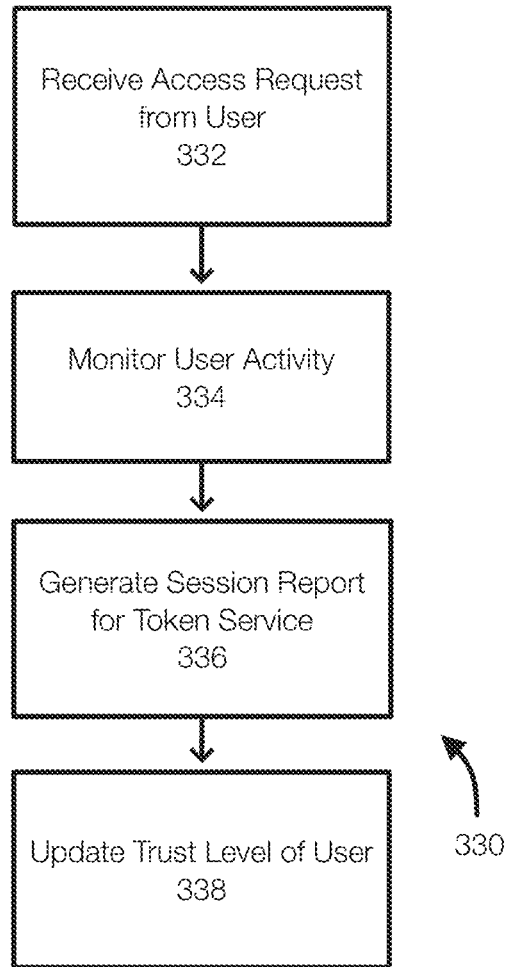 Receive Access Request
from User
332
Monitor User Activity
334
Generate Session Report
for Token Service
336
330
Update Trust Level of User
338